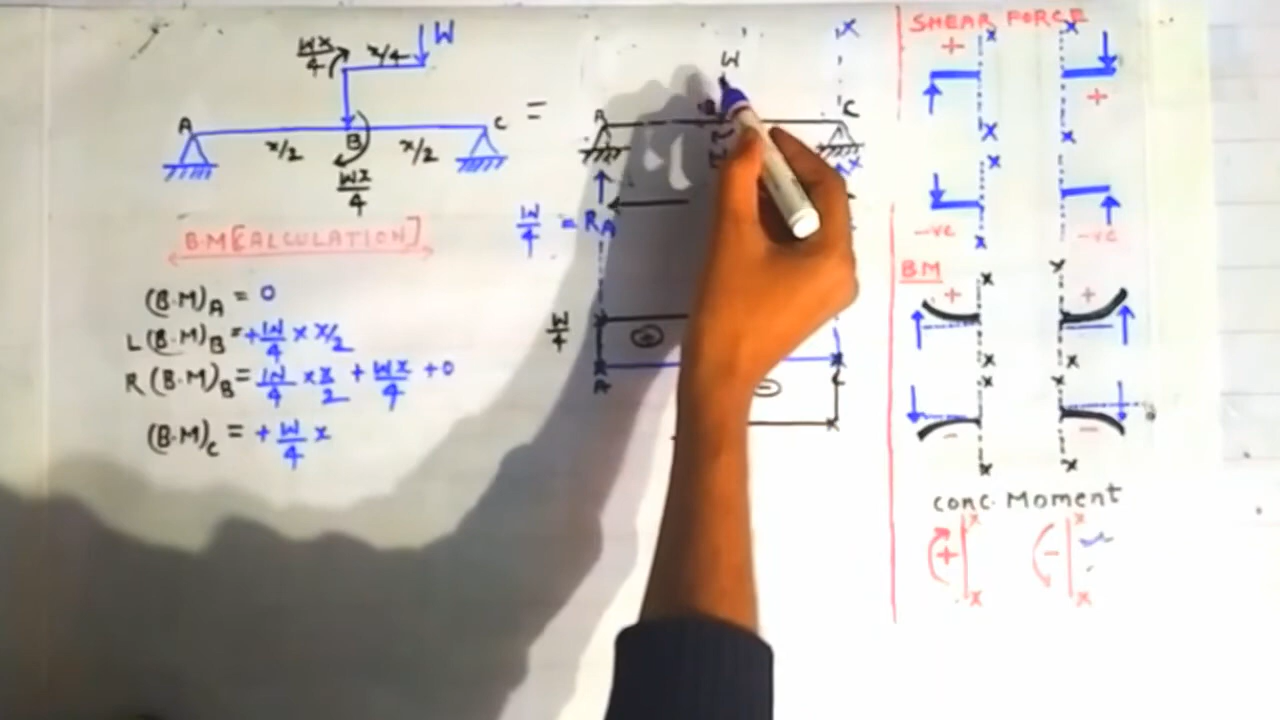 W
Wx/4
x/4
A
B
C
x/2
x/2
Wx/4
=
B.M CALCULATION
(B.M)A = 0
L(B.M)B = +W/4 × x/2
R(B.M)B = W/4 × x/2 + Wx/4 + 0
(B.M)C = + W/4 x
W
x
A
B
C
x
W/4 = RA
W/4
+
A
−
SHEAR FORCE
+
x
x
x
x
+
x
x
-ve
x
-ve
B.M
x
x
+
+
x
x
x
x
−
−
x
x
conc. Moment
+
x
x
−
x
x